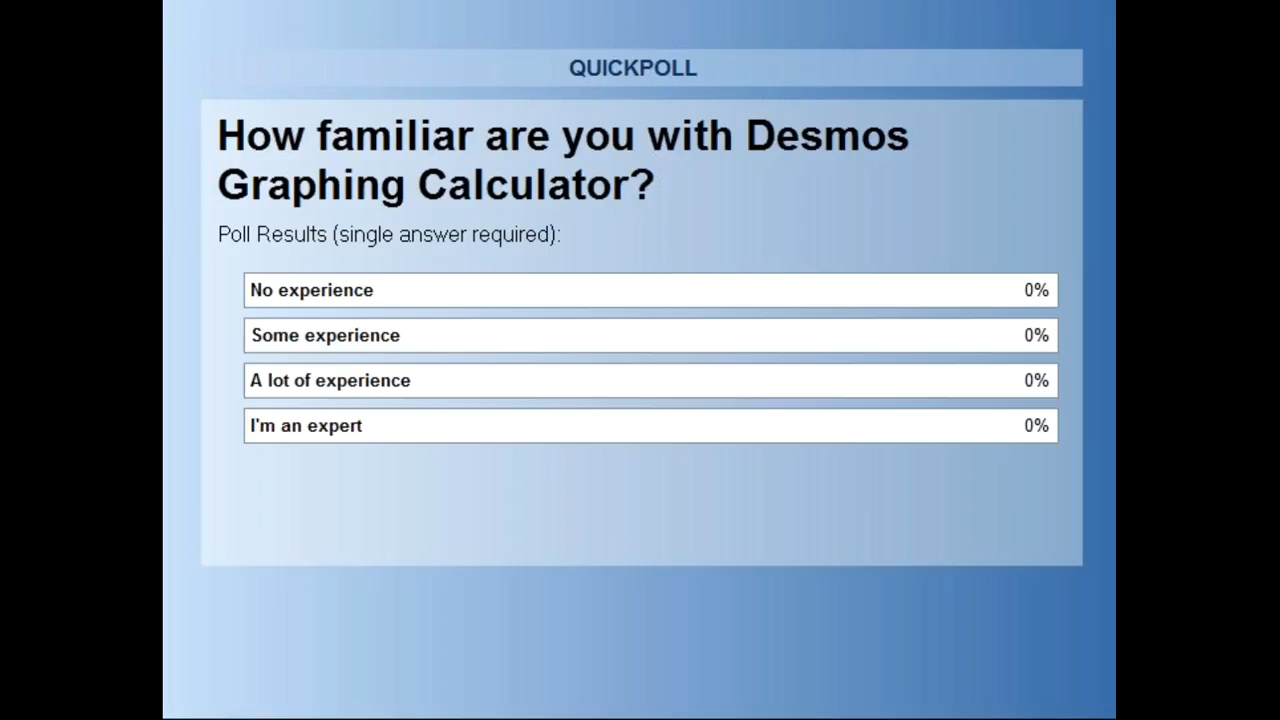 QUICKPOLL
How familiar are you with Desmos
Graphing Calculator?
Poll Results (single answer required):
No experience 0%
Some experience 0%
A lot of experience 0%
I'm an expert 0%